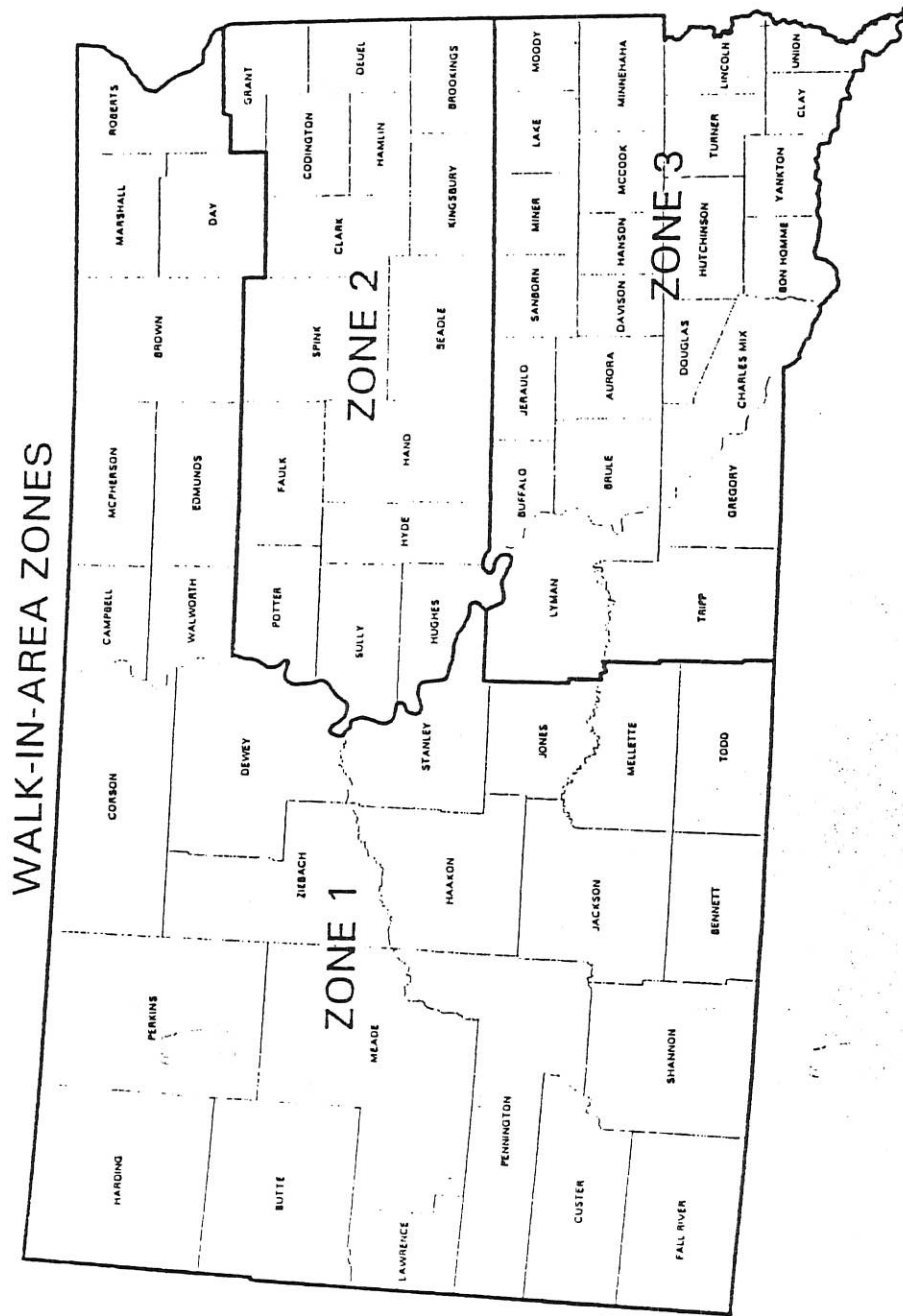 WALK-IN-AREA ZONES
HARDING
PERKINS
CORSON
CAMPBELL
MCPHERSON
BROWN
MARSHALL
ROBERTS
DAY
EDMUNDS
WALWORTH
DEWEY
ZIEBACH
BUTTE
MEADE
ZONE 1
LAWRENCE
PENNINGTON
CUSTER
FALL RIVER
SHANNON
HAAKON
STANLEY
JONES
JACKSON
MELLETTE
BENNETT
TODD
ZONE 2
POTTER
FAULK
SPINK
CLARK
CODINGTON
GRANT
DEUEL
HAMLIN
SULLY
HUGHES
HYDE
HAND
BEADLE
KINGSBURY
BROOKINGS
ZONE 3
LYMAN
BUFFALO
JERAULD
SANBORN
MINER
LAKE
MOODY
BRULE
AURORA
DAVISON
HANSON
MCCOOK
MINNEHAHA
TRIPP
GREGORY
CHARLES MIX
DOUGLAS
HUTCHINSON
TURNER
LINCOLN
BON HOMME
YANKTON
CLAY
UNION